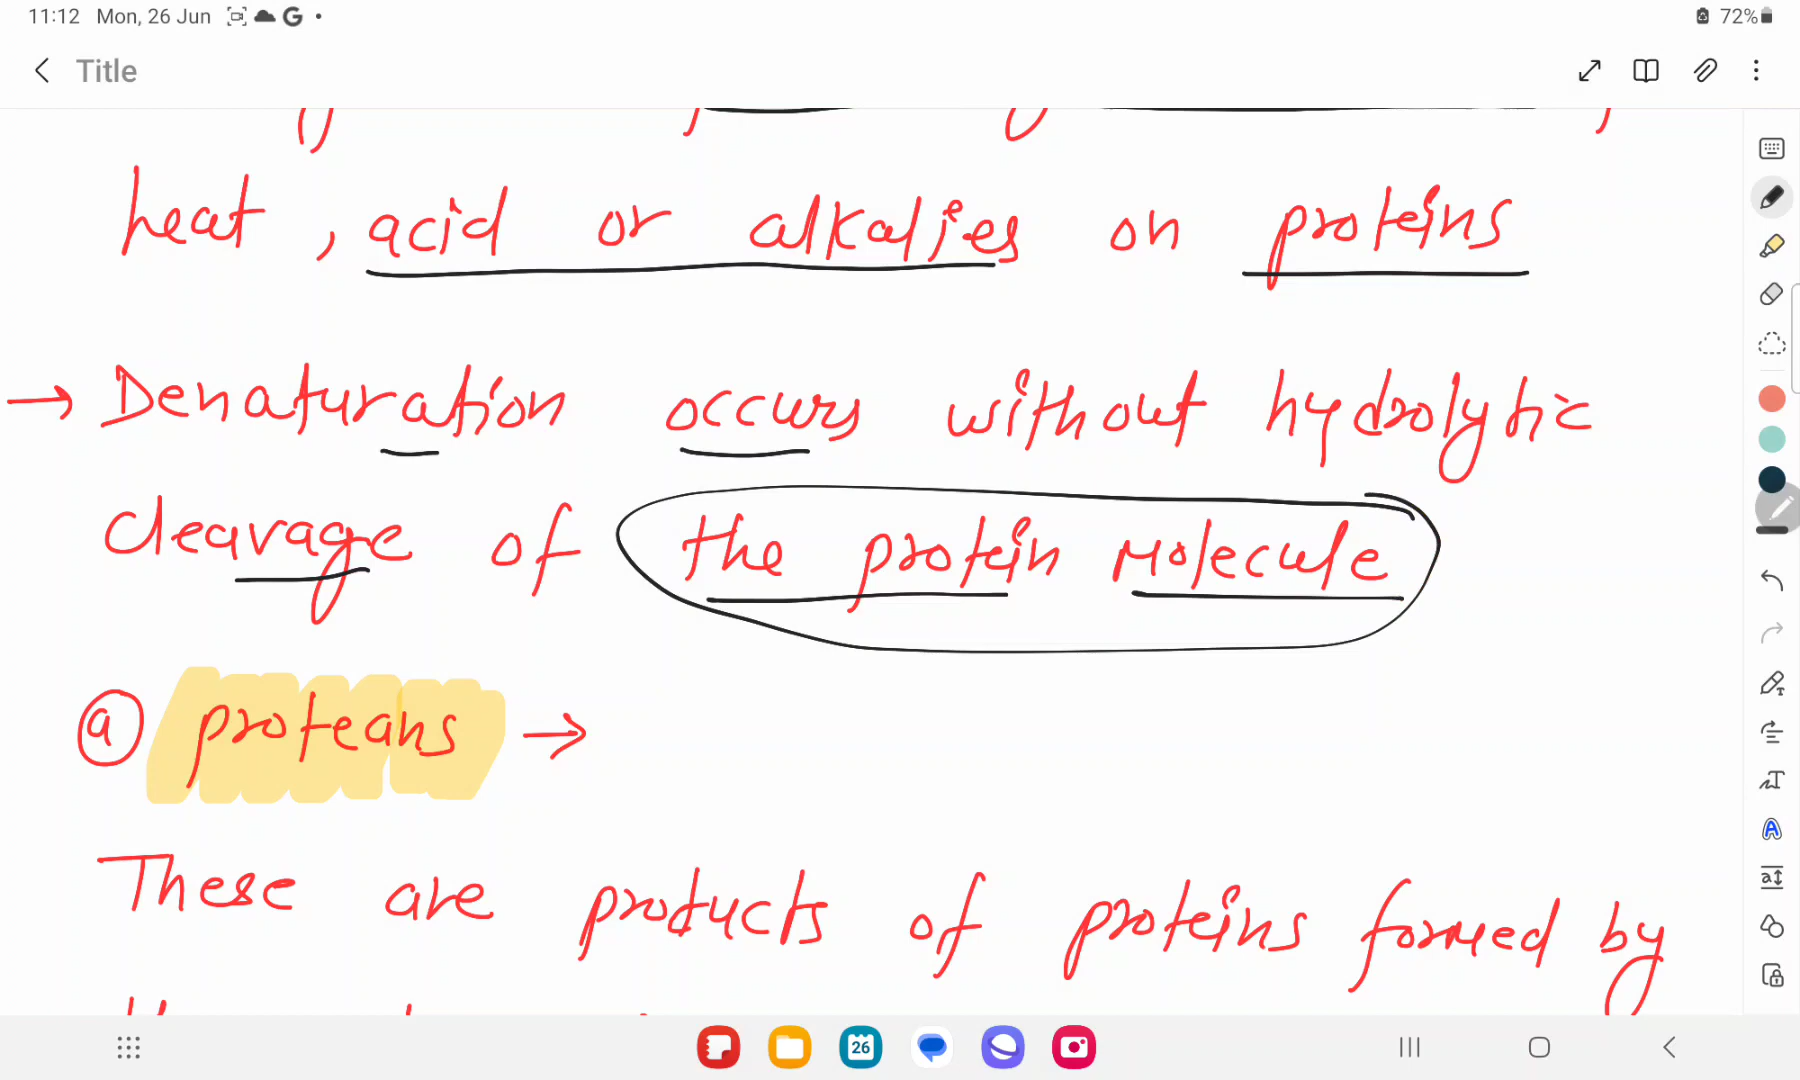 11:12 Mon, 26 Jun G 72%
Title
heat, acid or alkalies on proteins
→ Denaturation occurs without hydrolytic
cleavage of the protein Molecule
ⓐ proteans →
These are products of proteins formed by
26